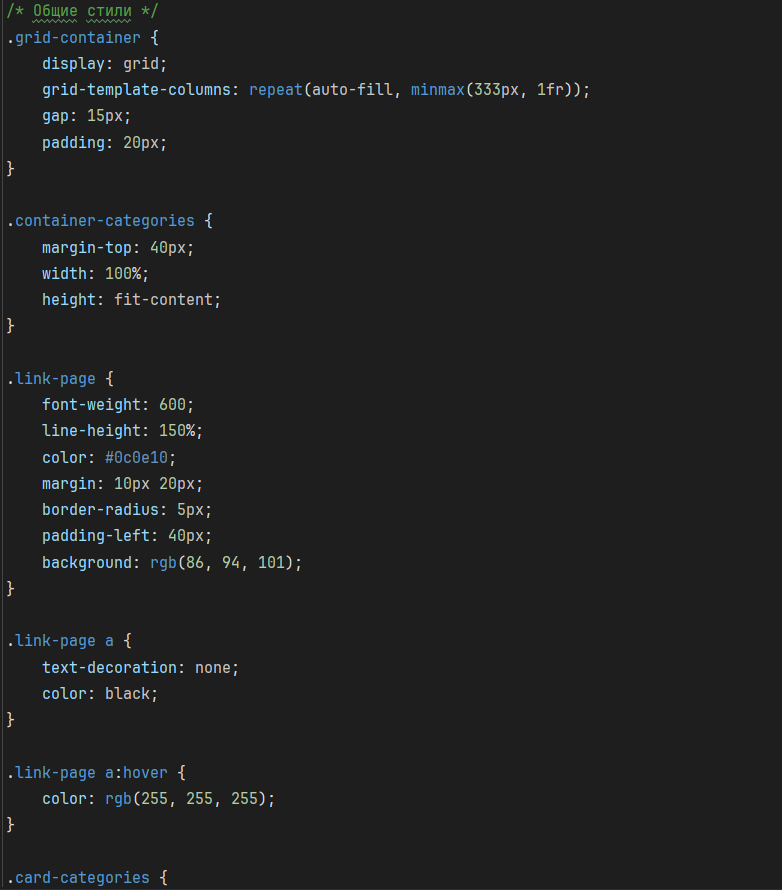 /* Общие стили */
.grid-container {
    display: grid;
    grid-template-columns: repeat(auto-fill, minmax(333px, 1fr));
    gap: 15px;
    padding: 20px;
}
.container-categories {
    margin-top: 40px;
    width: 100%;
    height: fit-content;
}
.link-page {
    font-weight: 600;
    line-height: 150%;
    color: #0c0e10;
    margin: 10px 20px;
    border-radius: 5px;
    padding-left: 40px;
    background: rgb(86, 94, 101);
}
.link-page a {
    text-decoration: none;
    color: black;
}
.link-page a:hover {
    color: rgb(255, 255, 255);
}
.card-categories {